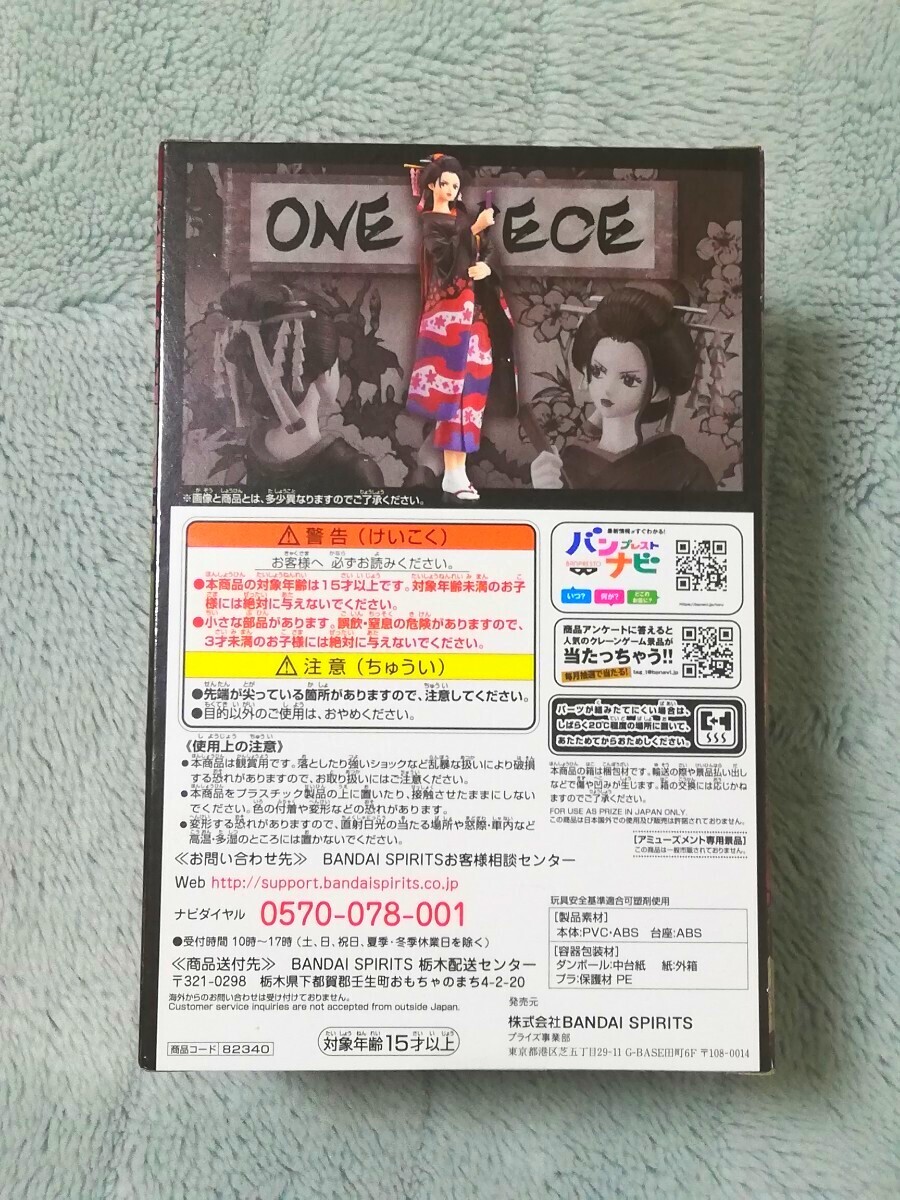 ONE PIECE
※画像と商品とは、多少異なりますのでご了承ください。
⚠警告(けいこく)
お客様へ 必ずお読みください。
●本商品の対象年齢は15才以上です。対象年齢未満のお子
様には絶対に与えないでください。
●小さな部品があります。誤飲・窒息の危険がありますので、
3才未満のお子様には絶対に与えないでください。
⚠注意(ちゅうい)
●先端が尖っている箇所がありますので、注意してください。
●目的以外のご使用は、おやめください。
《使用上の注意》
●本商品は観賞用です。落としたり強いショックなど乱暴な扱いにより破損
する恐れがありますので、お取り扱いにはご注意ください。
●本商品をプラスチック製品の上に置いたり、接触させたままにしない
でください。色の付着や変形などの恐れがあります。
●変形する恐れがありますので、直射日光の当たる場所や窓際・車内など
高温・多湿のところには置かないでください。
≪お問い合わせ先≫ BANDAI SPIRITSお客様相談センター
Web http://support.bandaispirits.co.jp
ナビダイヤル 0570-078-001
●受付時間 10時〜17時(土、日、祝日、夏季・冬季休業日を除く)
≪商品送付先≫ BANDAI SPIRITS 栃木配送センター
〒321-0298 栃木県下都賀郡壬生町おもちゃのまち4-2-20
海外からのお問い合わせは受け付けておりません。
Customer service inquiries are not accepted from outside Japan.
商品コード 82340
対象年齢15才以上
最新情報がすぐわかる!
バンプレストナビ
BANPRESTO
いつ? 何が? どこのお店に?
商品アンケートに答えると
人気のクレーンゲーム景品が
当たっちゃう!!
毎月抽選で当たる!
パーツが組みたてにくい場合は、
しばらく20℃程度の場所に置いて、
あたためてからおためしください。
本商品の箱は梱包材です。輸送の際や景品払い出し
などで傷や凹みが生じます。箱の交換には応じかね
ますのでご了承ください。
FOR USE AS PRIZE IN JAPAN ONLY.
この商品は日本国外での使用及び販売は許諾されておりません。
[アミューズメント専用景品]
この商品は一般市販されておりません。
玩具安全基準適合可塑剤使用
[製品素材]
本体:PVC・ABS 台座:ABS
[容器包装材]
ダンボール:中台紙 紙:外箱
プラ:保護材 PE
発売元
株式会社BANDAI SPIRITS
プライズ事業部
東京都港区芝五丁目29-11 G-BASE田町6F 〒108-0014